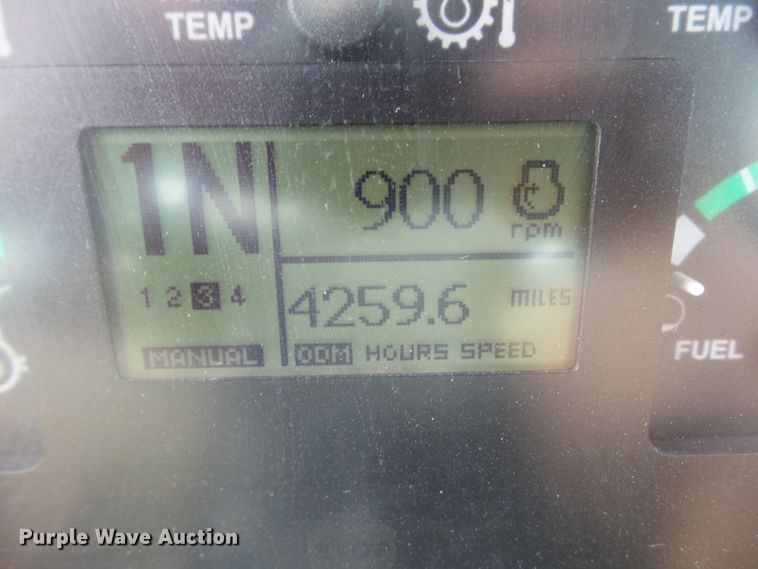 TEMP
TEMP
1N
900
rpm
1 2 3 4
4259.6 MILES
MANUAL
ODM HOURS SPEED
FUEL
Purple Wave Auction